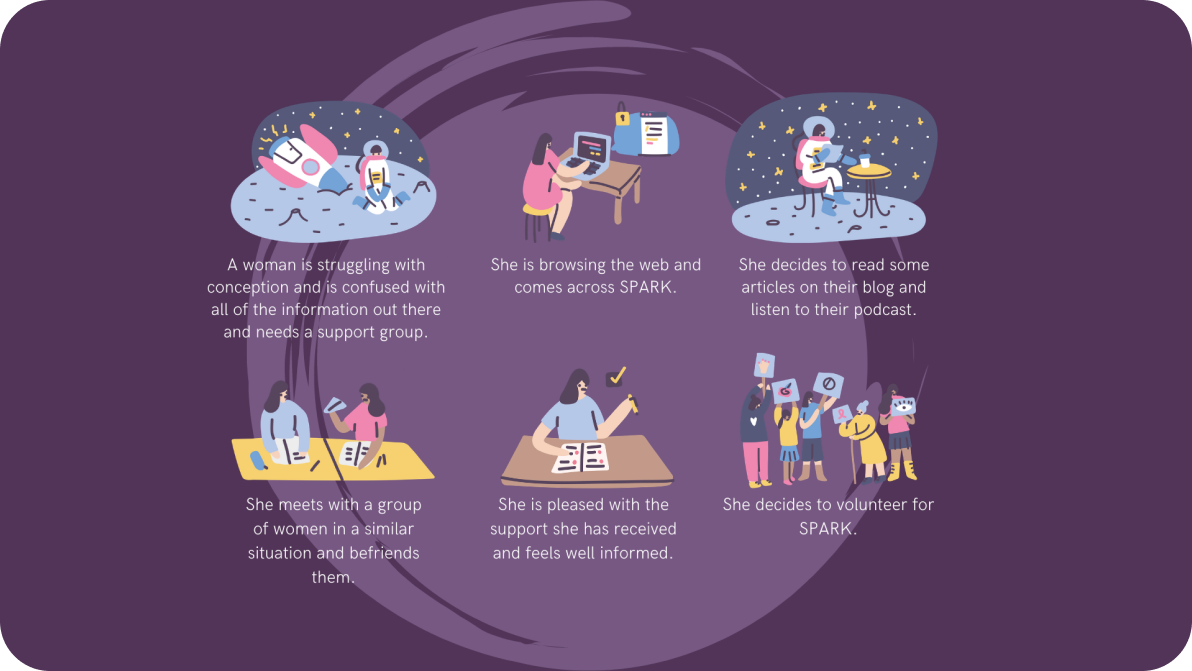 A woman is struggling with
conception and is confused with
all of the information out there
and needs a support group.
She is browsing the web and
comes across SPARK.
She decides to read some
articles on their blog and
listen to their podcast.
She meets with a group
of women in a similar
situation and befriends
them.
She is pleased with the
support she has received
and feels well informed.
She decides to volunteer for
SPARK.